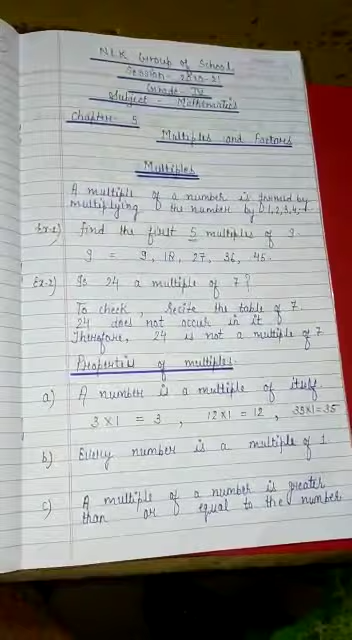 NLK Group of School
Session - 2020-21
Grade - IV
Subject - Mathematics
Chapter - 5
Multiples and Factors
Multiples
A multiple of a number is formed by
multiplying the number by 1,2,3,4,-
Ex-1) Find the first 5 multiples of 9.
9 = 9, 18, 27, 36, 45.
Ex-2) Is 24 a multiple of 7?
To check, Recite the table of 7.
24 does not occur in it
Therefore, 24 is not a multiple of 7
Properties of multiples.
a) A number is a multiple of itself.
3×1 = 3 , 12×1 = 12 , 35×1=35
b) Every number is a multiple of 1
c) A multiple of a number is greater
than or equal to the number